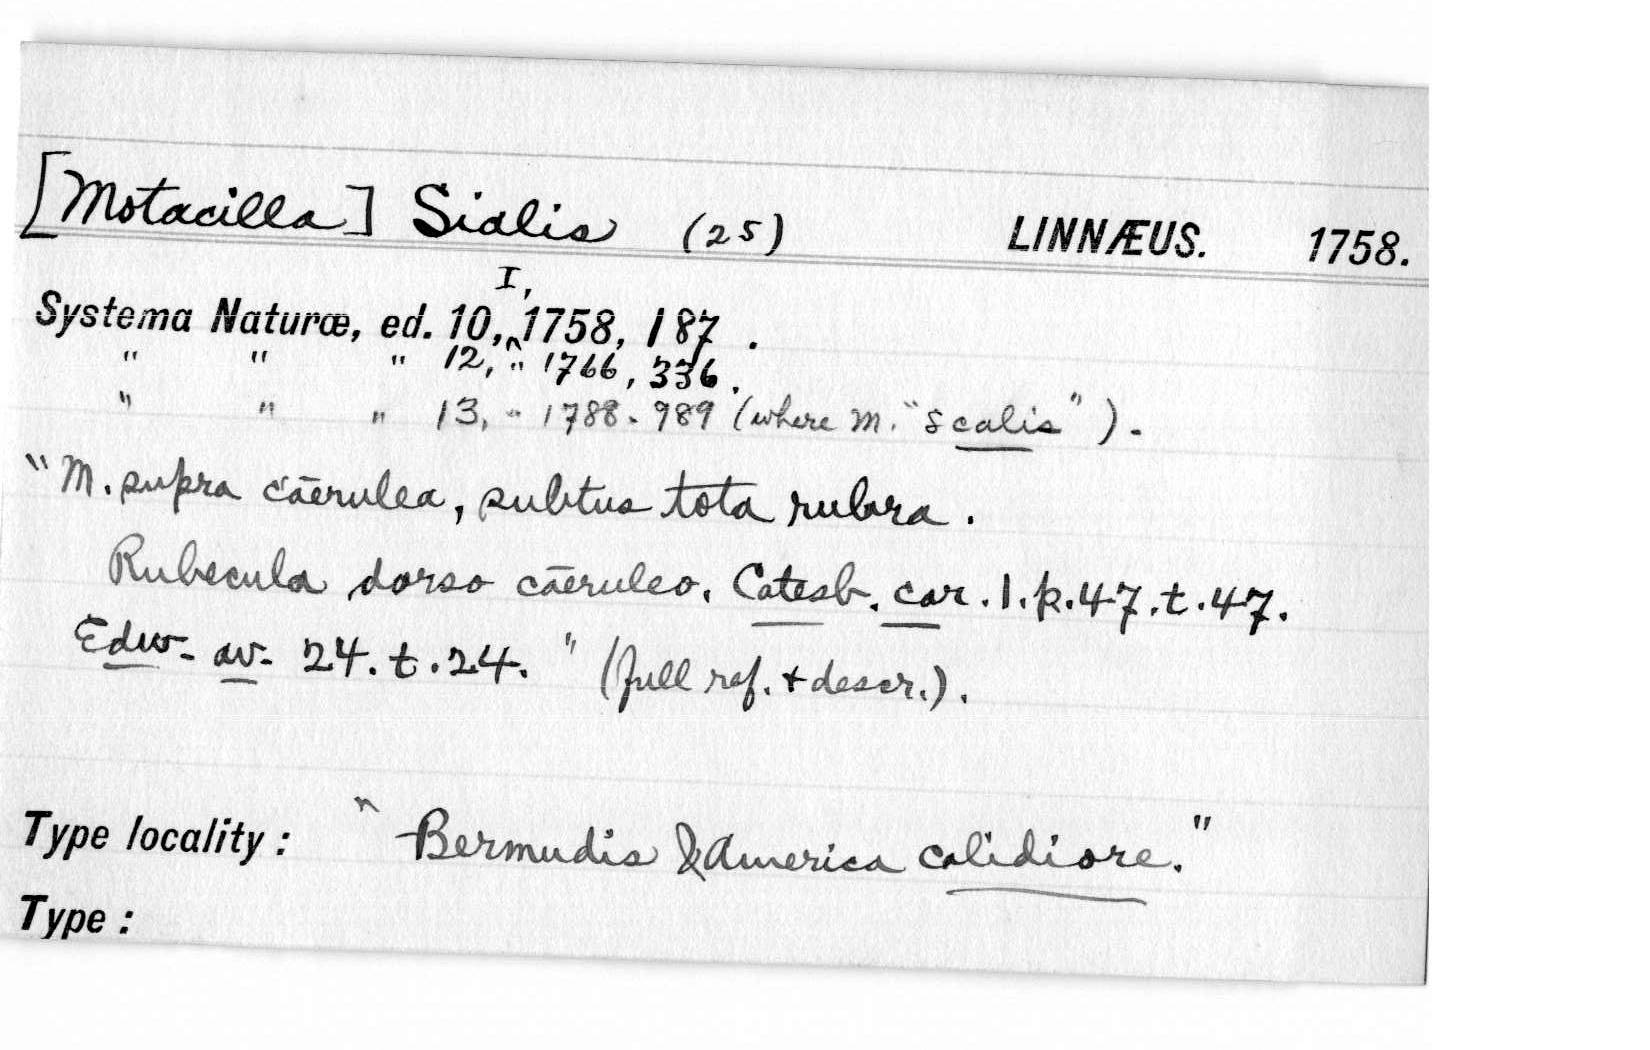 [Motacilla] Sialis (25) LINNÆUS. 1758.
I,
Systema Naturæ, ed. 10,^1758, 187.
" " " 12, " 1766, 336.
" " " 13, " 1788. 989 (where M. "Scalis").
"M. supra cāerulea, subtus tota rubra.
Rubecula dorso cāeruleo. Catesb. car. 1. p. 47. t. 47.
Edw. av. 24. t. 24." (full ref. + descr.).
Type locality: "Bermudis & America calidiore."
Type: